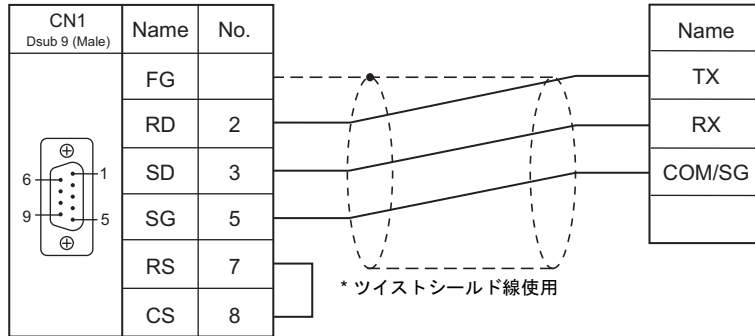 CN1
Dsub 9 (Male)
Name No.
FG
RD 2
SD 3
SG 5
RS 7
CS 8
6
1
9
5
* ツイストシールド線使用
Name
TX
RX
COM/SG